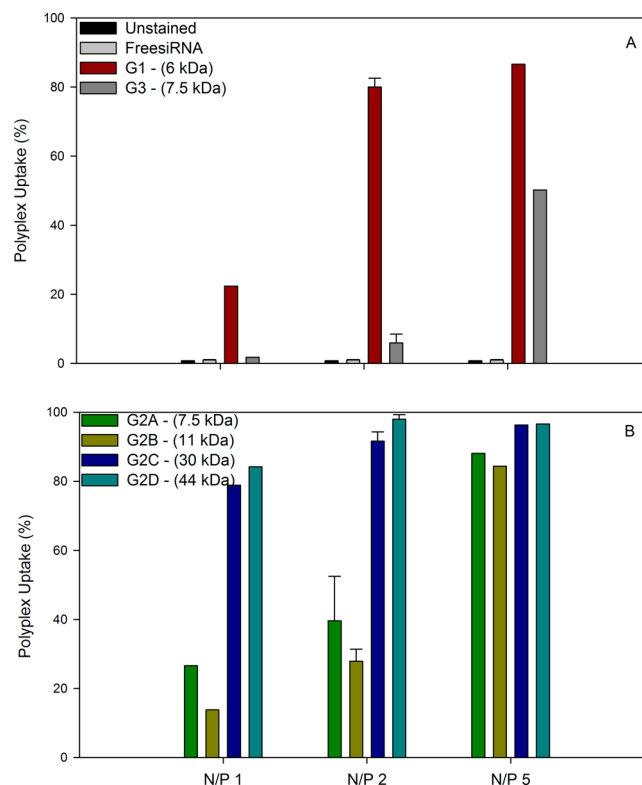 100
80
60
40
20
0
Polyplex Uptake (%)
Unstained
FreesiRNA
G1 - (6 kDa)
G3 - (7.5 kDa)
A
100
80
60
40
20
0
Polyplex Uptake (%)
G2A - (7.5 kDa)
G2B - (11 kDa)
G2C - (30 kDa)
G2D - (44 kDa)
B
N/P 1 N/P 2 N/P 5